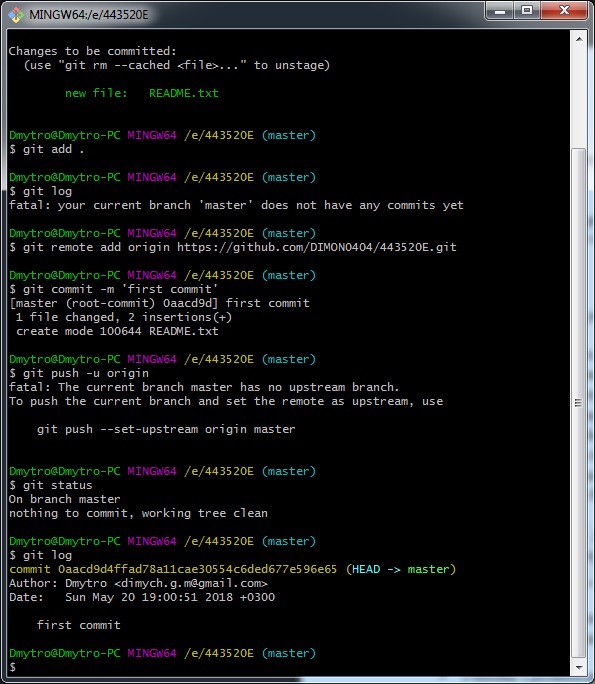 MINGW64:/e/443520E
Changes to be committed:
  (use "git rm --cached <file>..." to unstage)
        new file:   README.txt
Dmytro@Dmytro-PC MINGW64 /e/443520E (master)
$ git add .
Dmytro@Dmytro-PC MINGW64 /e/443520E (master)
$ git log
fatal: your current branch 'master' does not have any commits yet
Dmytro@Dmytro-PC MINGW64 /e/443520E (master)
$ git remote add origin https://github.com/DIMON0404/443520E.git
Dmytro@Dmytro-PC MINGW64 /e/443520E (master)
$ git commit -m 'first commit'
[master (root-commit) 0aacd9d] first commit
 1 file changed, 2 insertions(+)
 create mode 100644 README.txt
Dmytro@Dmytro-PC MINGW64 /e/443520E (master)
$ git push -u origin
fatal: The current branch master has no upstream branch.
To push the current branch and set the remote as upstream, use
    git push --set-upstream origin master
Dmytro@Dmytro-PC MINGW64 /e/443520E (master)
$ git status
On branch master
nothing to commit, working tree clean
Dmytro@Dmytro-PC MINGW64 /e/443520E (master)
$ git log
commit 0aacd9d4ffad78a11cae30554c6ded677e596e65 (HEAD -> master)
Author: Dmytro <dimych.g.m@gmail.com>
Date:   Sun May 20 19:00:51 2018 +0300
    first commit
Dmytro@Dmytro-PC MINGW64 /e/443520E (master)
$